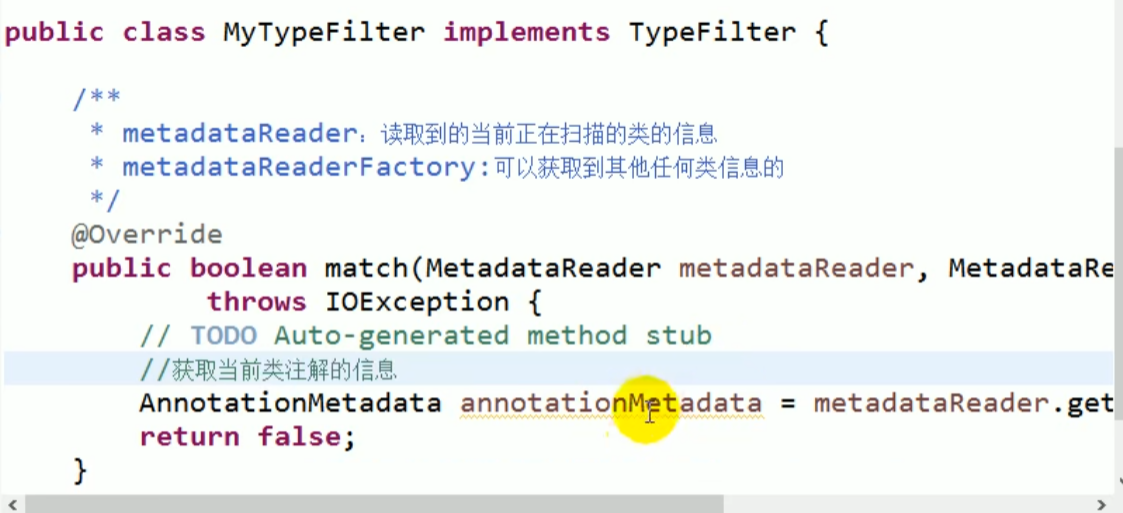 public class MyTypeFilter implements TypeFilter {
/**
* metadataReader：读取到的当前正在扫描的类的信息
* metadataReaderFactory:可以获取到其他任何类信息的
*/
@Override
public boolean match(MetadataReader metadataReader, MetadataRe
throws IOException {
// TODO Auto-generated method stub
//获取当前类注解的信息
AnnotationMetadata annotationMetadata = metadataReader.get
return false;
}